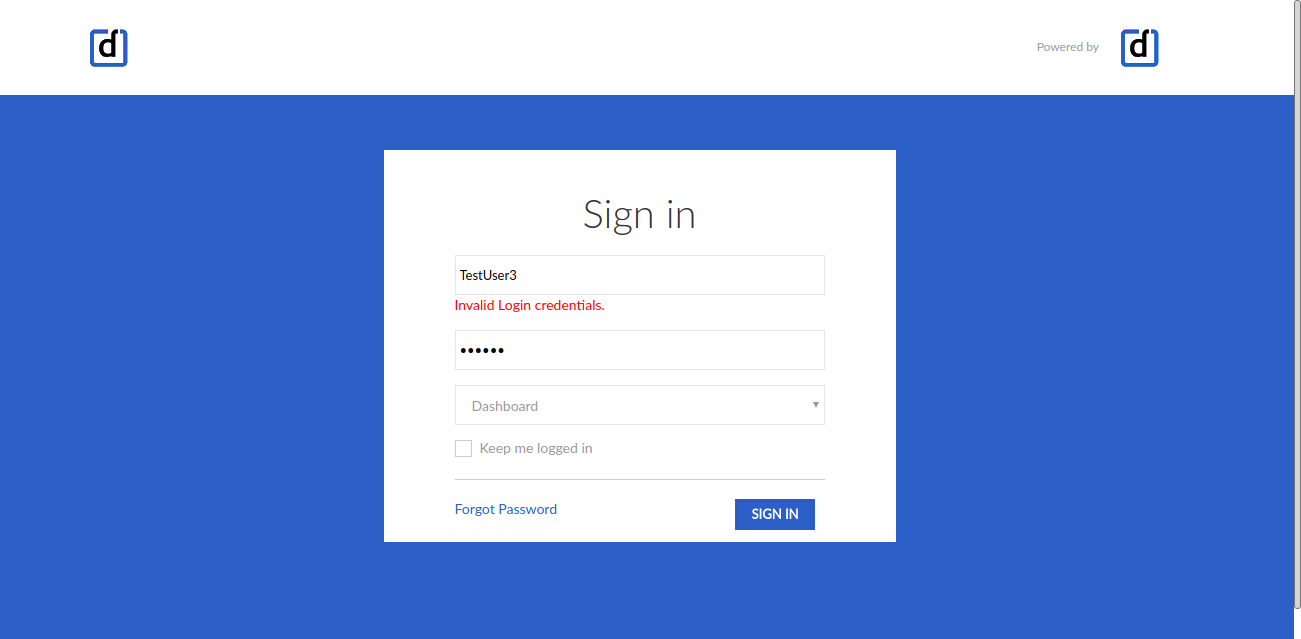 d
Powered by
d
Sign in
TestUser3
Invalid Login credentials.
••••••
Dashboard
Keep me logged in
Forgot Password
SIGN IN